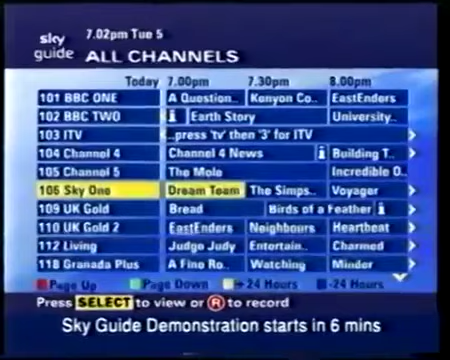 sky guide
7.02pm Tue 5
ALL CHANNELS
Today 7.00pm 7.30pm 8.00pm
101 BBC ONE A Question.. Kenyon Co.. EastEnders
102 BBC TWO i Earth Story University..
103 ITV ..press 'tv' then '3' for ITV
104 Channel 4 Channel 4 News i Building T..
105 Channel 5 The Mole Incredible O..
106 Sky One Dream Team The Simps.. Voyager
109 UK Gold Bread Birds of a Feather i
110 UK Gold 2 EastEnders Neighbours Heartbeat
112 Living Judge Judy Entertain.. Charmed
118 Granada Plus A Fine Ro.. Watching Minder
Page Up Page Down +24 Hours -24 Hours
Press SELECT to view or R to record
Sky Guide Demonstration starts in 6 mins